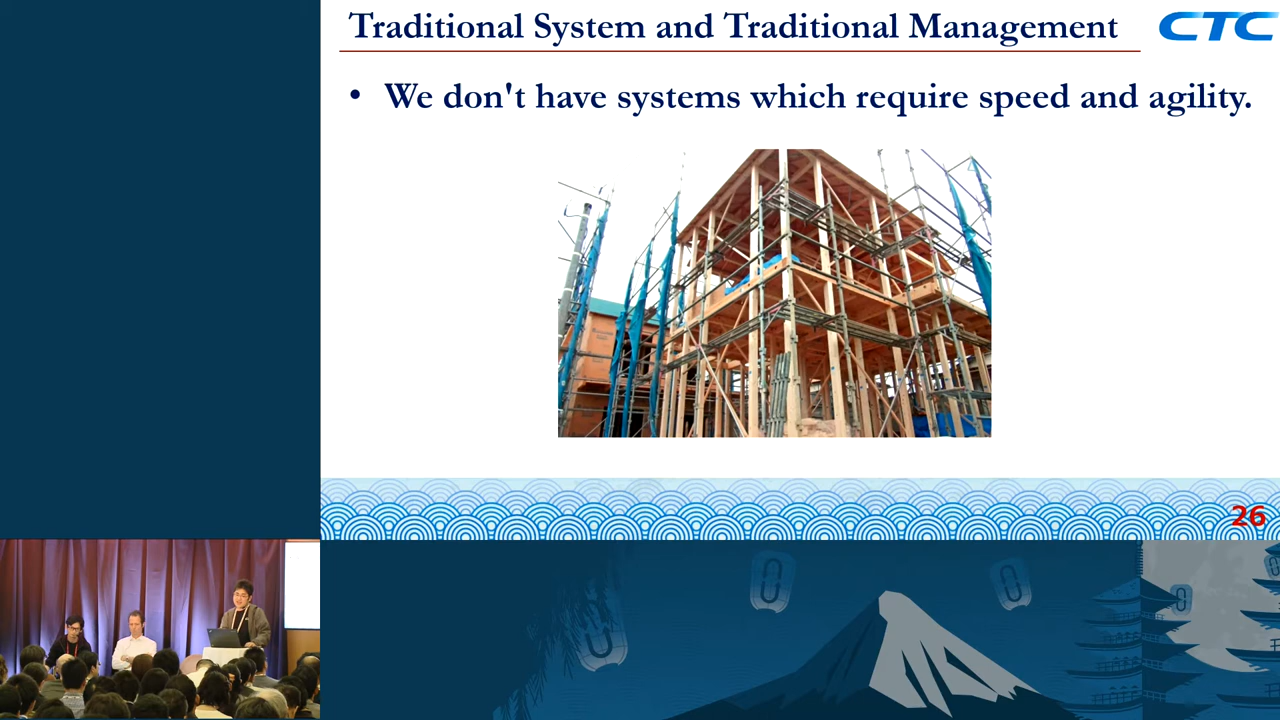 Traditional System and Traditional Management
CTC
• We don't have systems which require speed and agility.
26